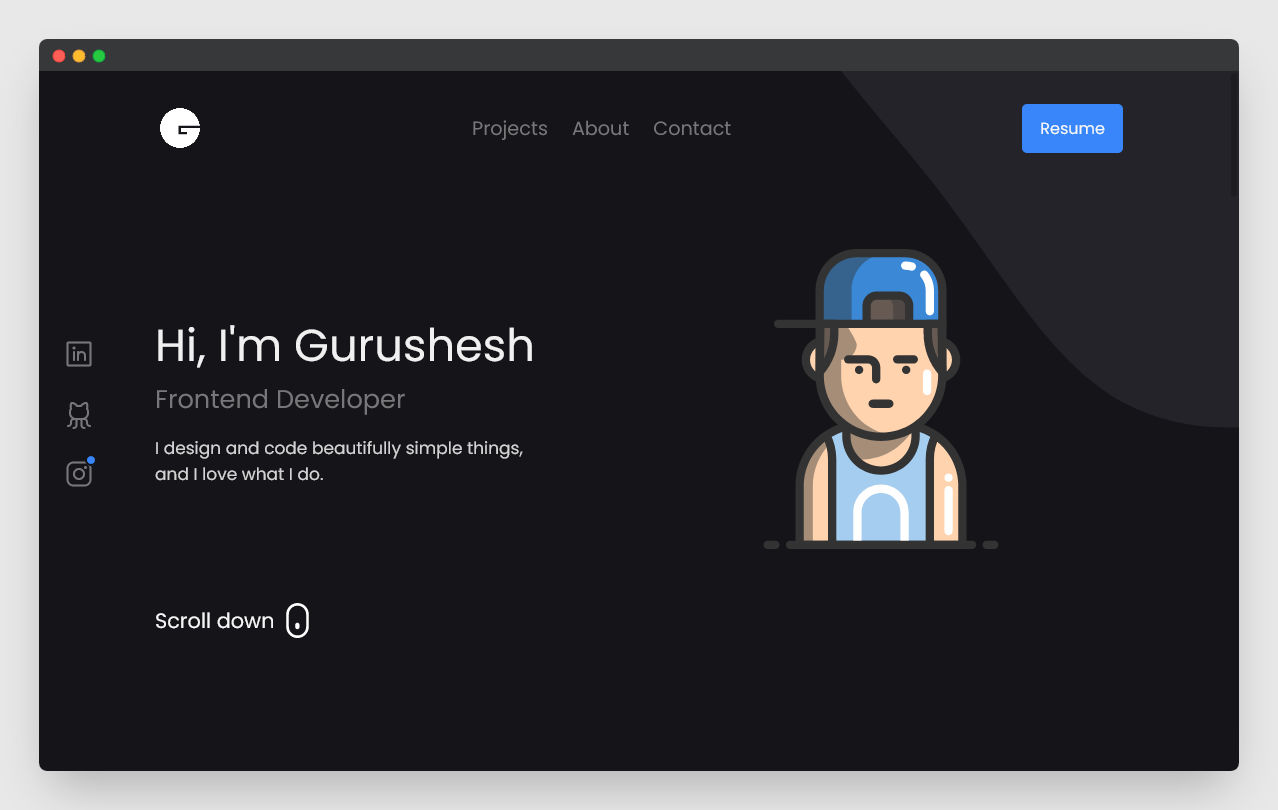 Projects About Contact
Resume
Hi, I'm Gurushesh
Frontend Developer
I design and code beautifully simple things,
and I love what I do.
Scroll down